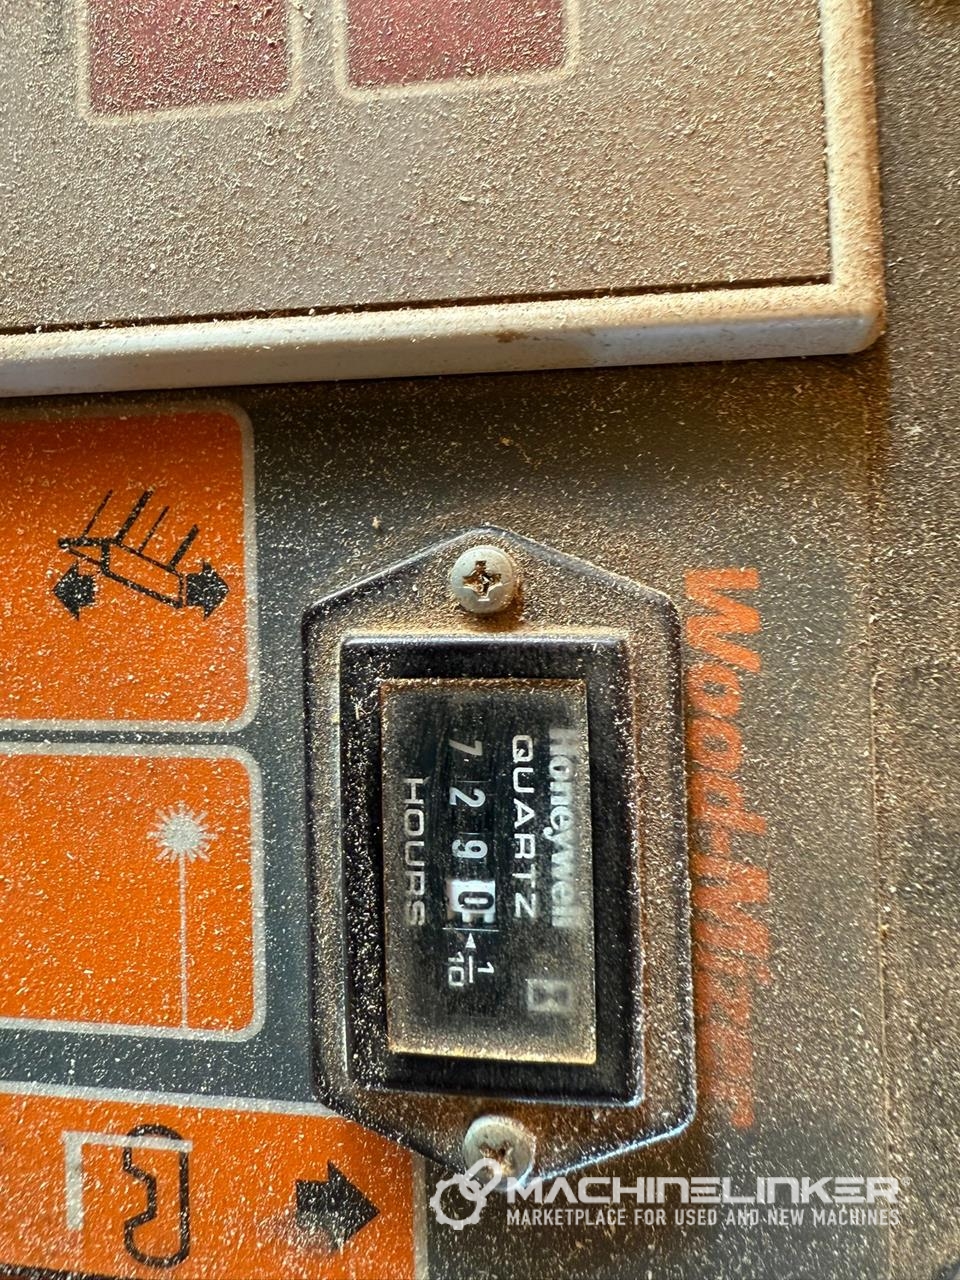 Wood-Mizer
Honeywell
QUARTZ
7 2 9 0 1/10
HOURS
MACHINELINKER
MARKETPLACE FOR USED AND NEW MACHINES